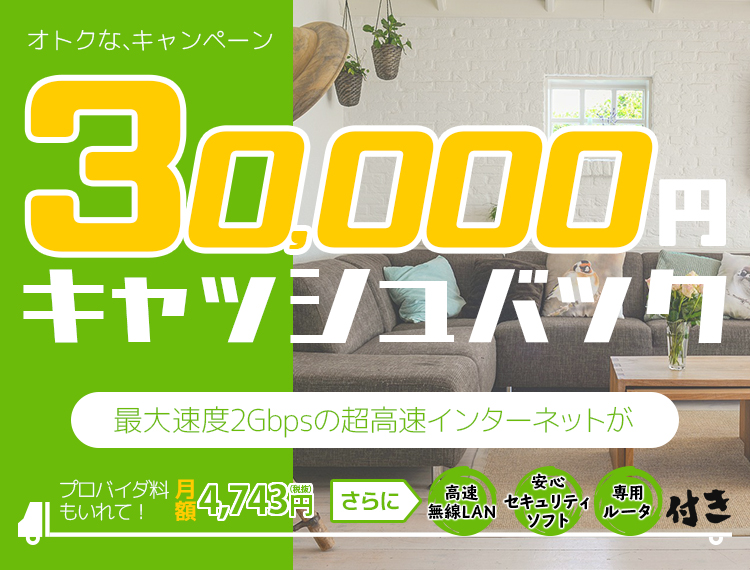 オトクな、キャンペーン
30,000円
キャッシュバック
最大速度2Gbpsの超高速インターネットが
プロバイダ料
もいれて!
月額4,743円(税抜)
さらに
高速
無線LAN
安心
セキュリティ
ソフト
専用
ルータ
付き